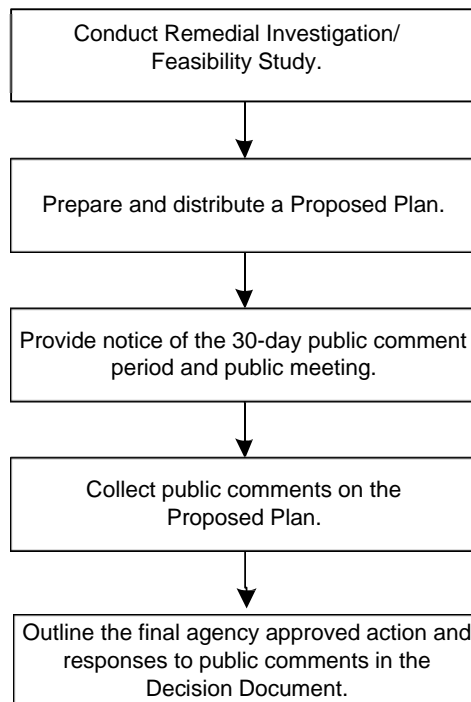 Conduct Remedial Investigation/
Feasibility Study.
Prepare and distribute a Proposed Plan.
Provide notice of the 30-day public comment
period and public meeting.
Collect public comments on the
Proposed Plan.
Outline the final agency approved action and
responses to public comments in the
Decision Document.